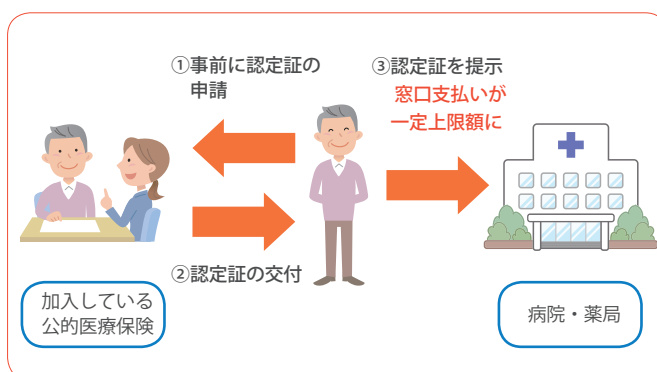 ①事前に認定証の
申請
③認定証を提示
窓口支払いが
一定上限額に
②認定証の交付
加入している
公的医療保険
病院・薬局